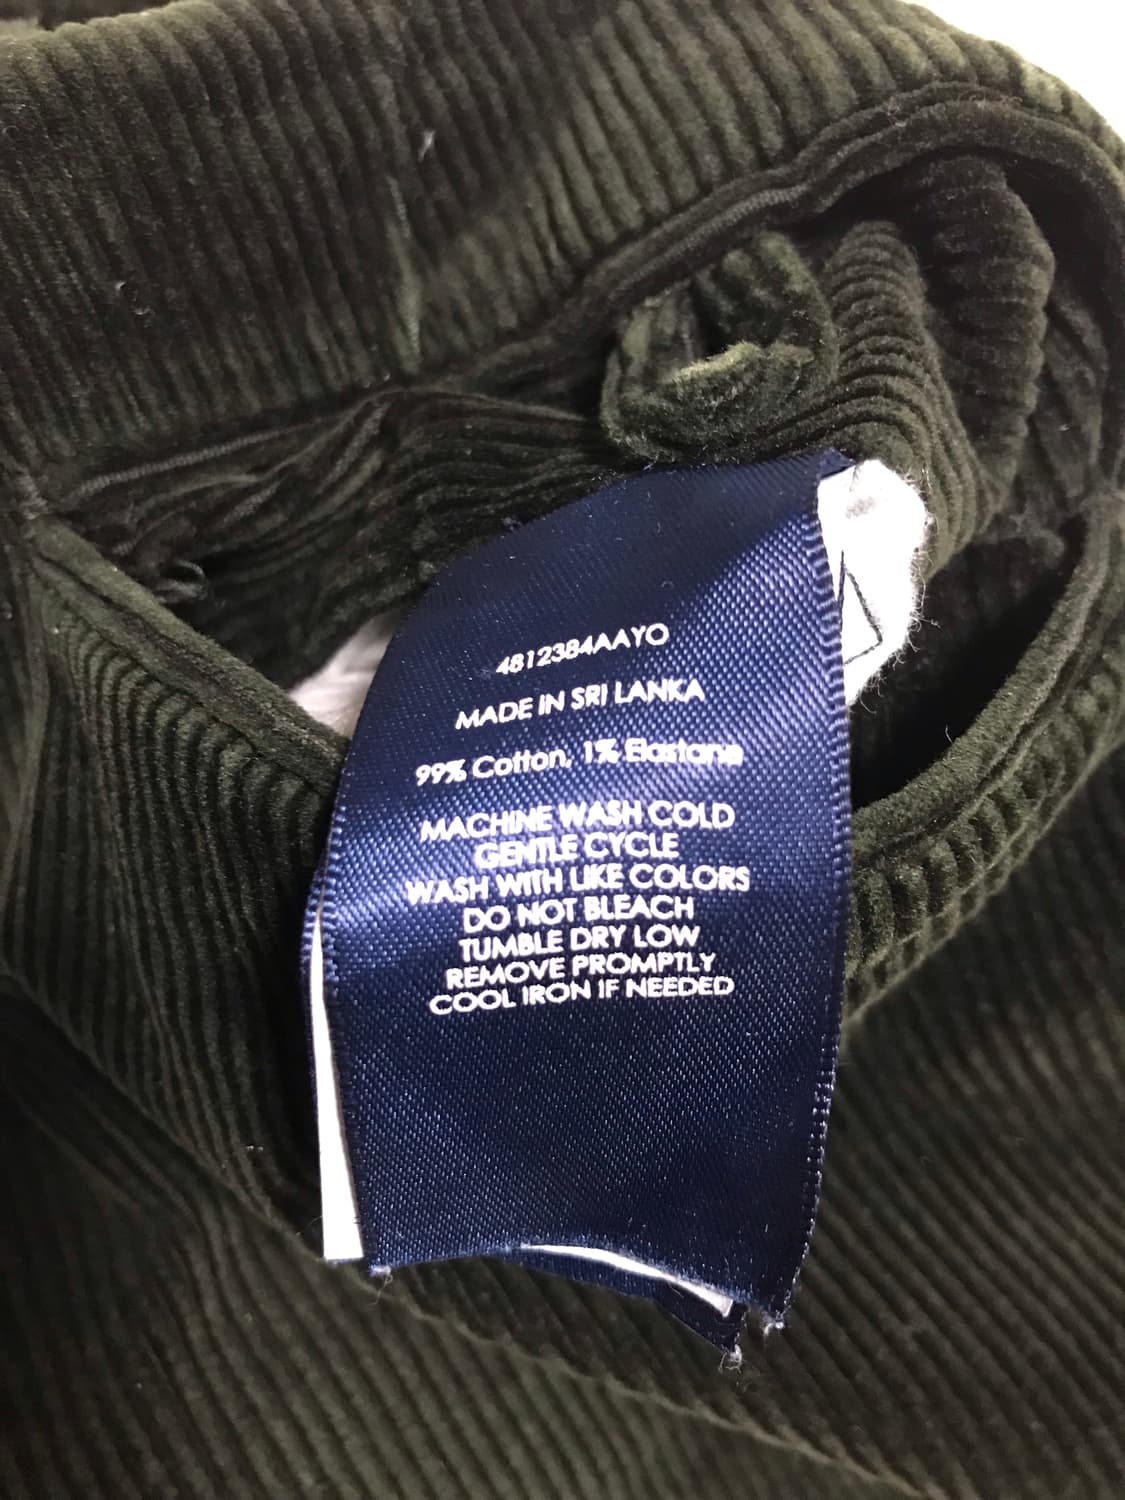 4812384AAYO
MADE IN SRI LANKA
99% Cotton, 1% Elastane
MACHINE WASH COLD
GENTLE CYCLE
WASH WITH LIKE COLORS
DO NOT BLEACH
TUMBLE DRY LOW
REMOVE PROMPTLY
COOL IRON IF NEEDED